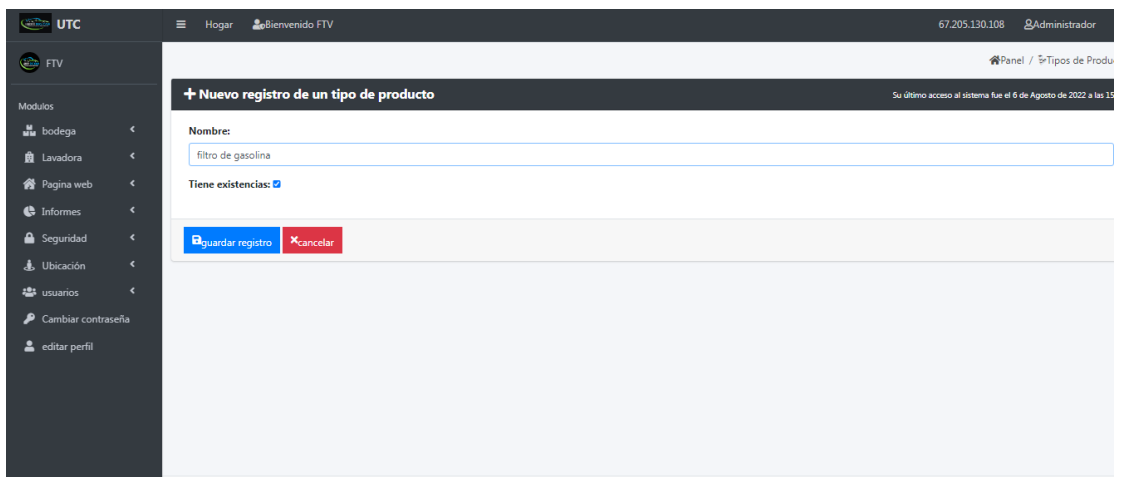 UTC
Hogar Bienvenido FTV
67.205.130.108 Administrador
FTV
Panel / Tipos de Produ
Nuevo registro de un tipo de producto
Su último acceso al sistema fue el 6 de Agosto de 2022 a las 15
Modulos
bodega
Lavadora
Pagina web
Informes
Seguridad
Ubicación
usuarios
Cambiar contraseña
editar perfil
Nombre:
filtro de gasolina
Tiene existencias:
guardar registro
cancelar